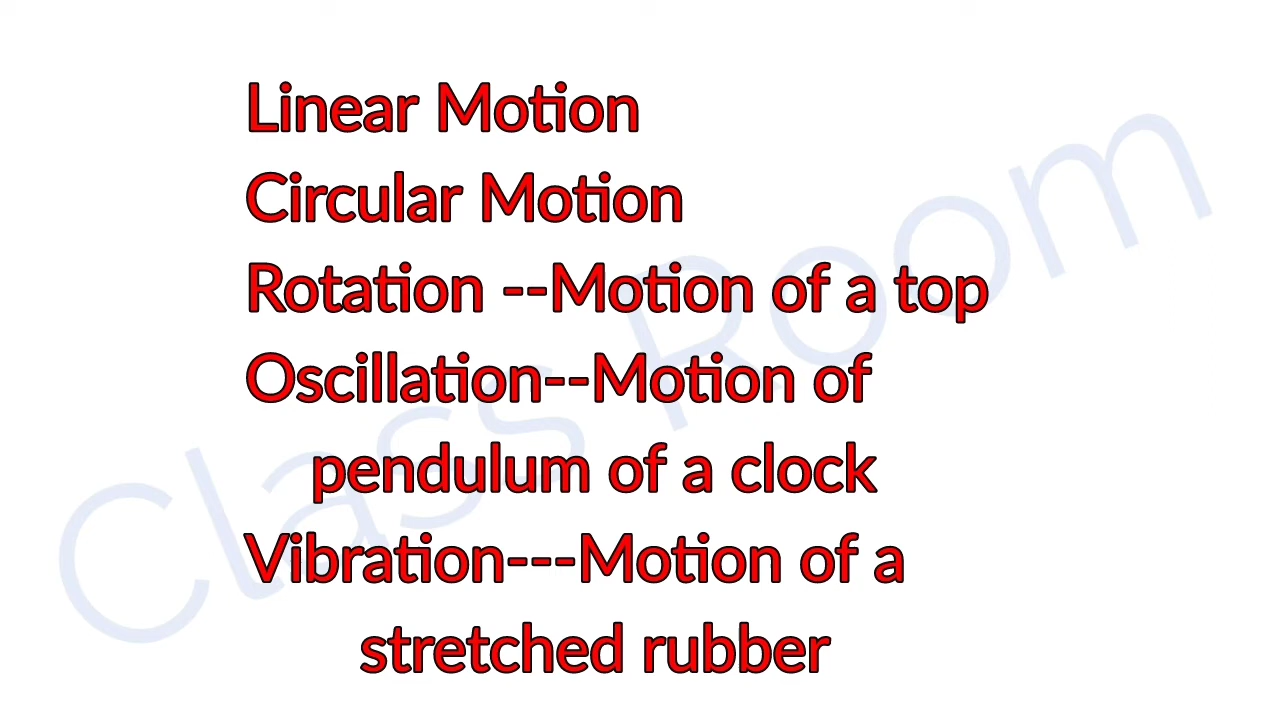 Linear Motion
Circular Motion
Rotation --Motion of a top
Oscillation--Motion of
pendulum of a clock
Vibration---Motion of a
stretched rubber
Class Room